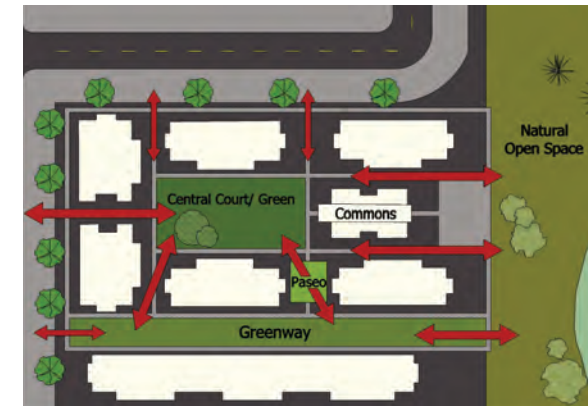 Natural
Open Space
Central Court/ Green
Commons
Paseo
Greenway